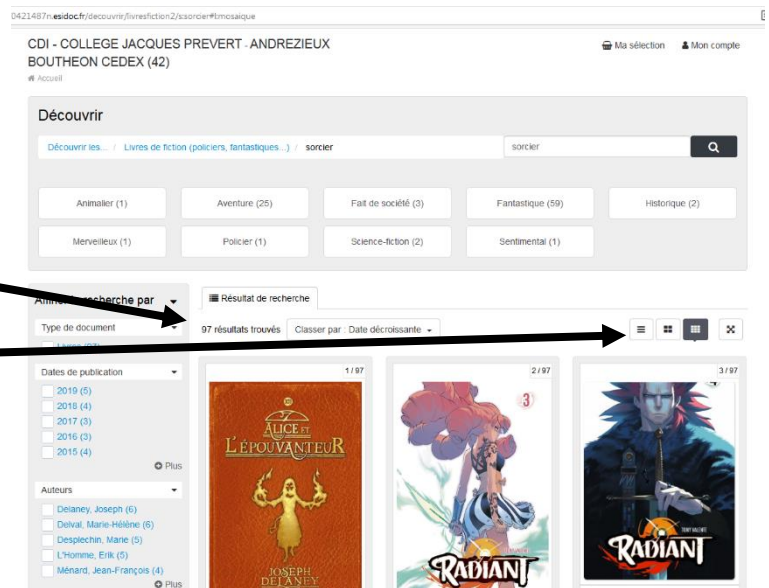 0421487n.esidoc.fr/decouvrir/livresfiction2/s:sorcier#!mosaique
CDI - COLLEGE JACQUES PREVERT - ANDREZIEUX
BOUTHEON CEDEX (42)
Ma sélection Mon compte
Accueil
Découvrir
Découvrir les... / Livres de fiction (policiers, fantastiques...) / sorcier
sorcier
Animalier (1) Aventure (25) Fait de société (3) Fantastique (59) Historique (2)
Merveilleux (1) Policier (1) Science-fiction (2) Sentimental (1)
recherche par
Résultat de recherche
Type de document
97 résultats trouvés Classer par : Date décroissante
Dates de publication
2019 (5)
2018 (4)
2017 (3)
2016 (3)
2015 (4)
Plus
Auteurs
Delaney, Joseph (6)
Delval, Marie-Hélène (6)
Desplechin, Marie (5)
L'Homme, Erik (5)
Ménard, Jean-François (4)
Plus
1 / 97
ALICE ET
L'ÉPOUVANTEUR
JOSEPH
DELANEY
2 / 97
3
RADIANT
3 / 97
TONY VALENTE
RADIANT